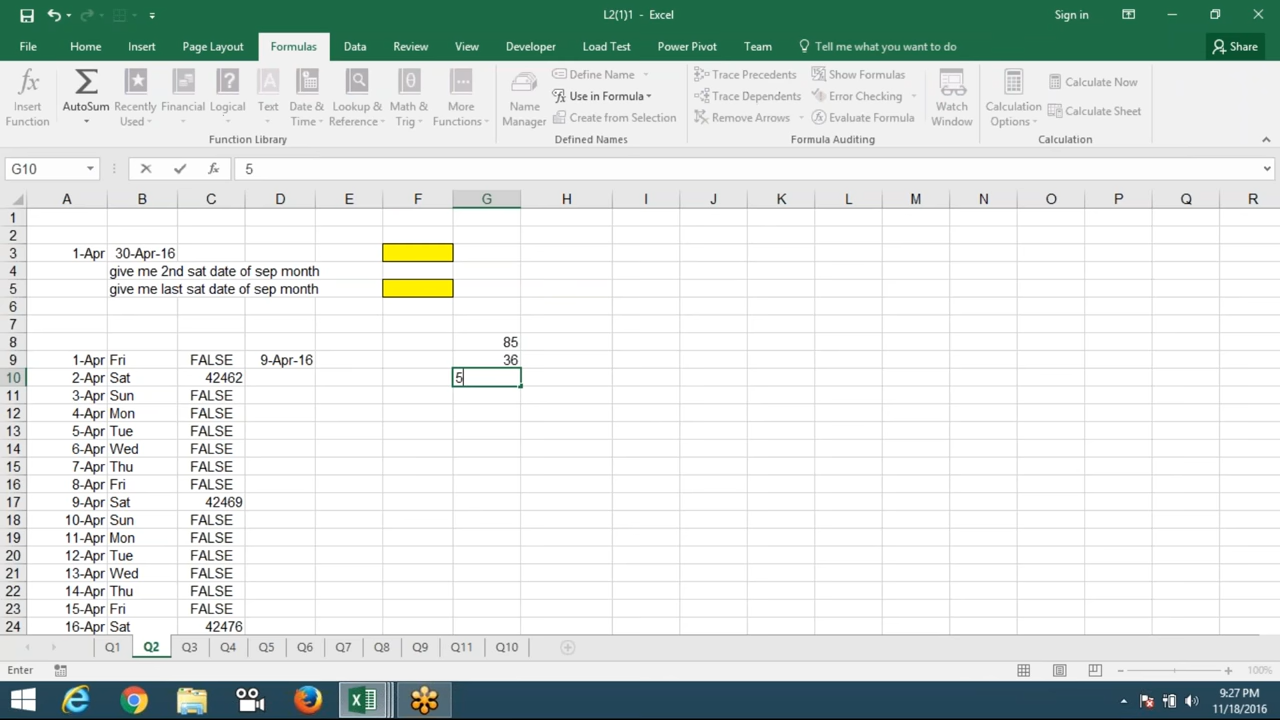 L2(1)1 - Excel
Sign in
File Home Insert Page Layout Formulas Data Review View Developer Load Test Power Pivot Team Tell me what you want to do Share
Insert Function
AutoSum
Recently Used
Financial
Logical
Text
Date & Time
Lookup & Reference
Math & Trig
More Functions
Function Library
Name Manager
Define Name
Use in Formula
Create from Selection
Defined Names
Trace Precedents
Trace Dependents
Remove Arrows
Show Formulas
Error Checking
Evaluate Formula
Formula Auditing
Watch Window
Calculation Options
Calculate Now
Calculate Sheet
Calculation
G10 fx 5
A B C D E F G H I J K L M N O P Q R
1
2
3 1-Apr 30-Apr-16
4 give me 2nd sat date of sep month
5 give me last sat date of sep month
6
7
8 85
9 1-Apr Fri FALSE 9-Apr-16 36
10 2-Apr Sat 42462 5
11 3-Apr Sun FALSE
12 4-Apr Mon FALSE
13 5-Apr Tue FALSE
14 6-Apr Wed FALSE
15 7-Apr Thu FALSE
16 8-Apr Fri FALSE
17 9-Apr Sat 42469
18 10-Apr Sun FALSE
19 11-Apr Mon FALSE
20 12-Apr Tue FALSE
21 13-Apr Wed FALSE
22 14-Apr Thu FALSE
23 15-Apr Fri FALSE
24 16-Apr Sat 42476
Q1 Q2 Q3 Q4 Q5 Q6 Q7 Q8 Q9 Q11 Q10
Enter
100%
9:27 PM
11/18/2016